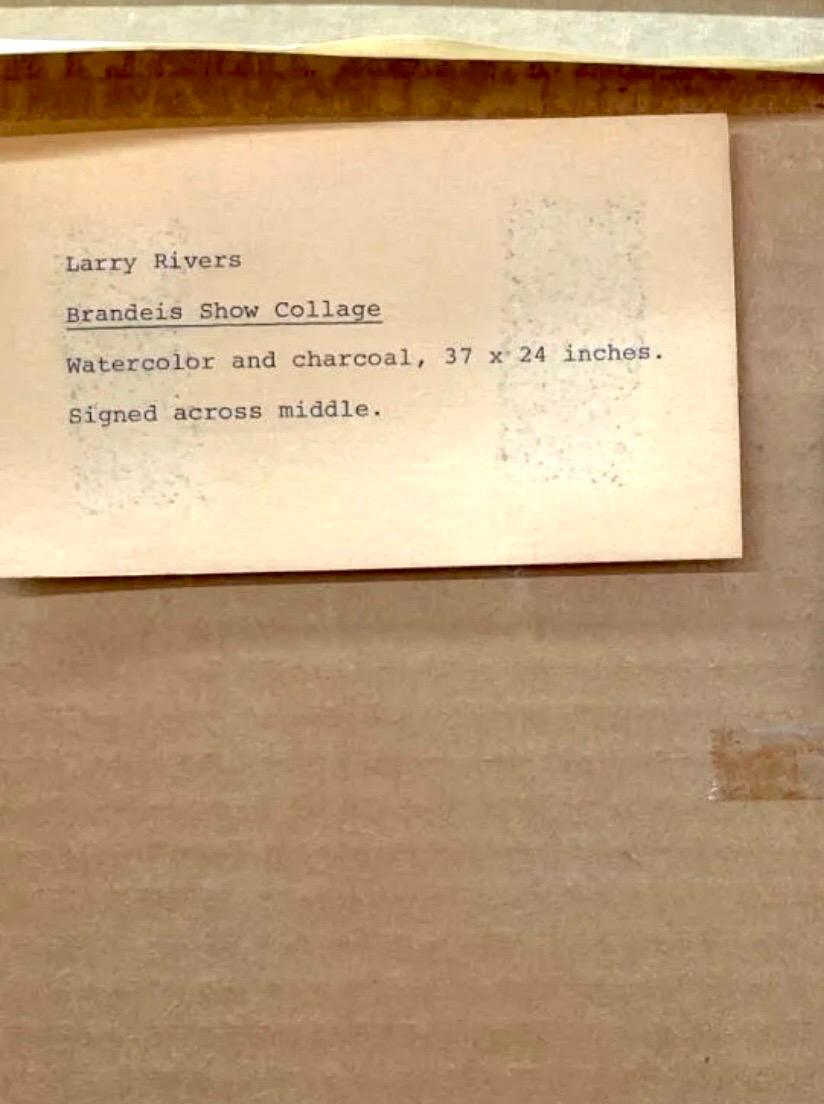 Larry Rivers
Brandeis Show Collage
Watercolor and charcoal, 37 x 24 inches.
Signed across middle.